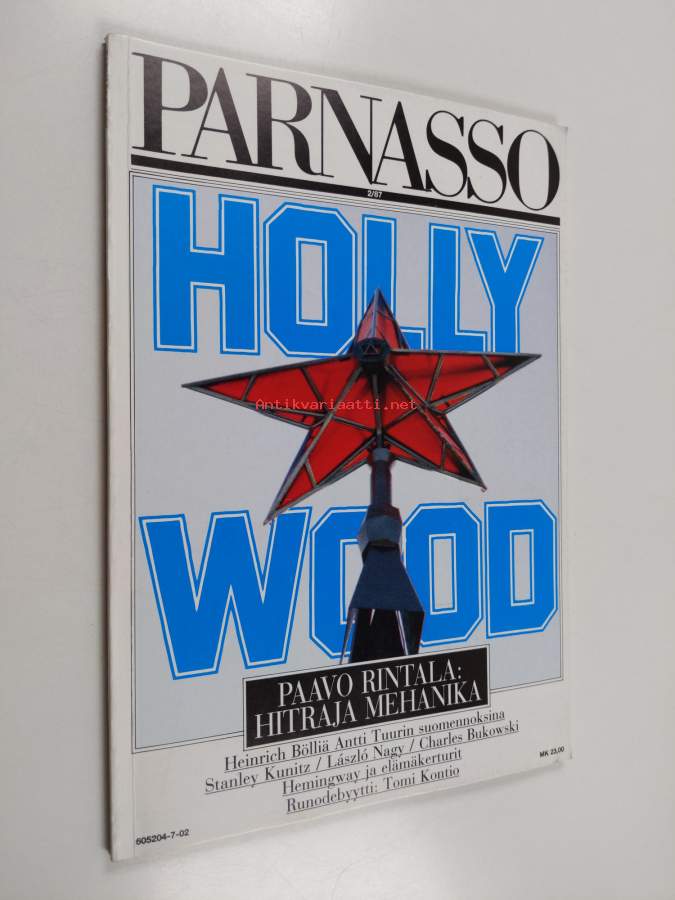 PARNASSO
2/87
HOLLY
Antikvariaatti.net
WOOD
PAAVO RINTALA:
HITRAJA MEHANIKA
Heinrich Bölliä Antti Tuurin suomennoksina
Stanley Kunitz / László Nagy / Charles Bukowski
Hemingway ja elämäkerturit
Runodebyytti: Tomi Kontio
MK 23,00
605204-7-02